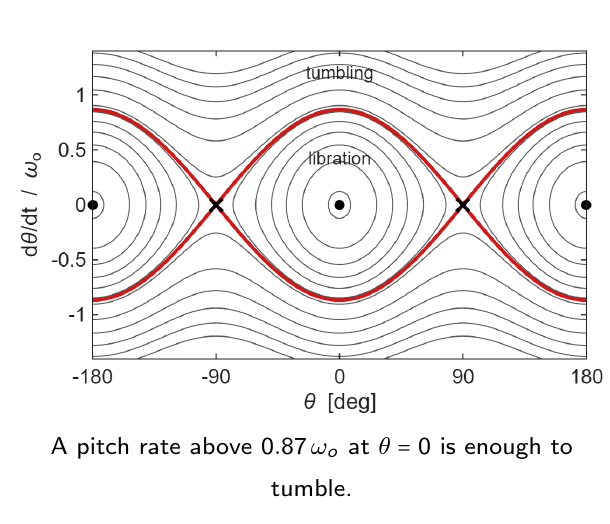 tumbling
libration
1
0.5
0
-0.5
-1
-180 -90 0 90 180
dθ/dt / ωo
θ [deg]
A pitch rate above 0.87 ωo at θ = 0 is enough to
tumble.